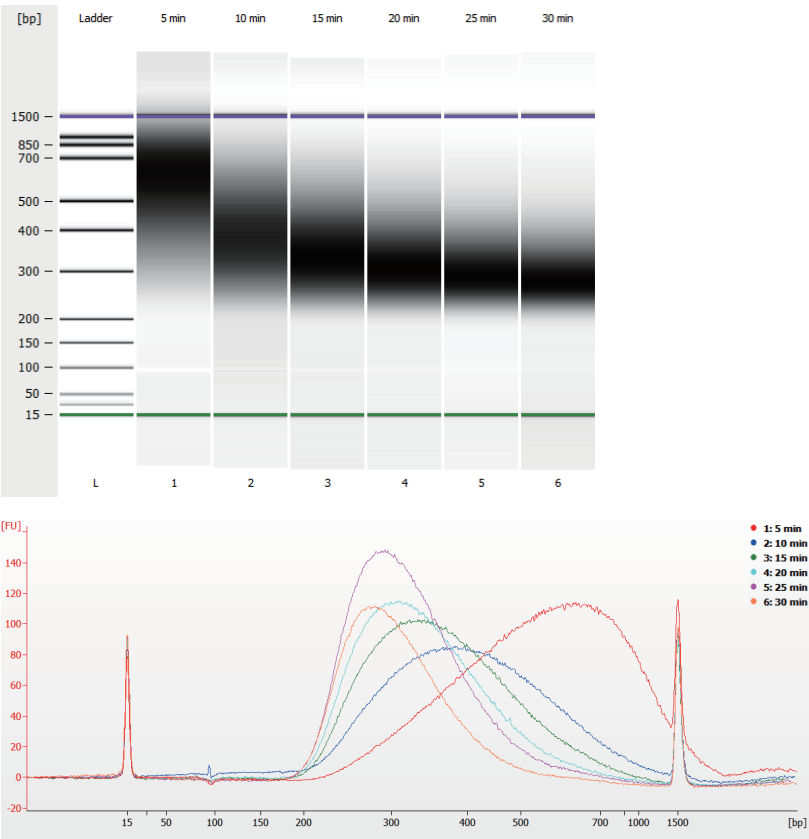 [bp] Ladder 5 min 10 min 15 min 20 min 25 min 30 min
1500
850
700
500
400
300
200
150
100
50
15
L 1 2 3 4 5 6
[FU]
140
120
100
80
60
40
20
0
-20
1: 5 min
2: 10 min
3: 15 min
4: 20 min
5: 25 min
6: 30 min
15 50 100 150 200 300 400 500 700 1000 1500 [bp]